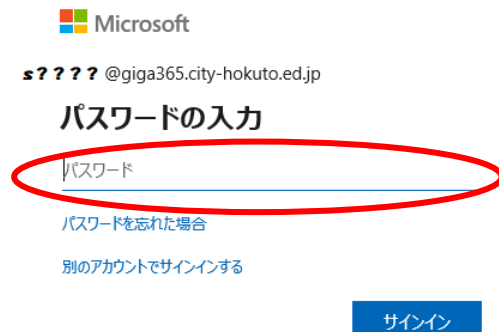 Microsoft
s????@giga365.city-hokuto.ed.jp
パスワードの入力
パスワード
パスワードを忘れた場合
別のアカウントでサインインする
サインイン